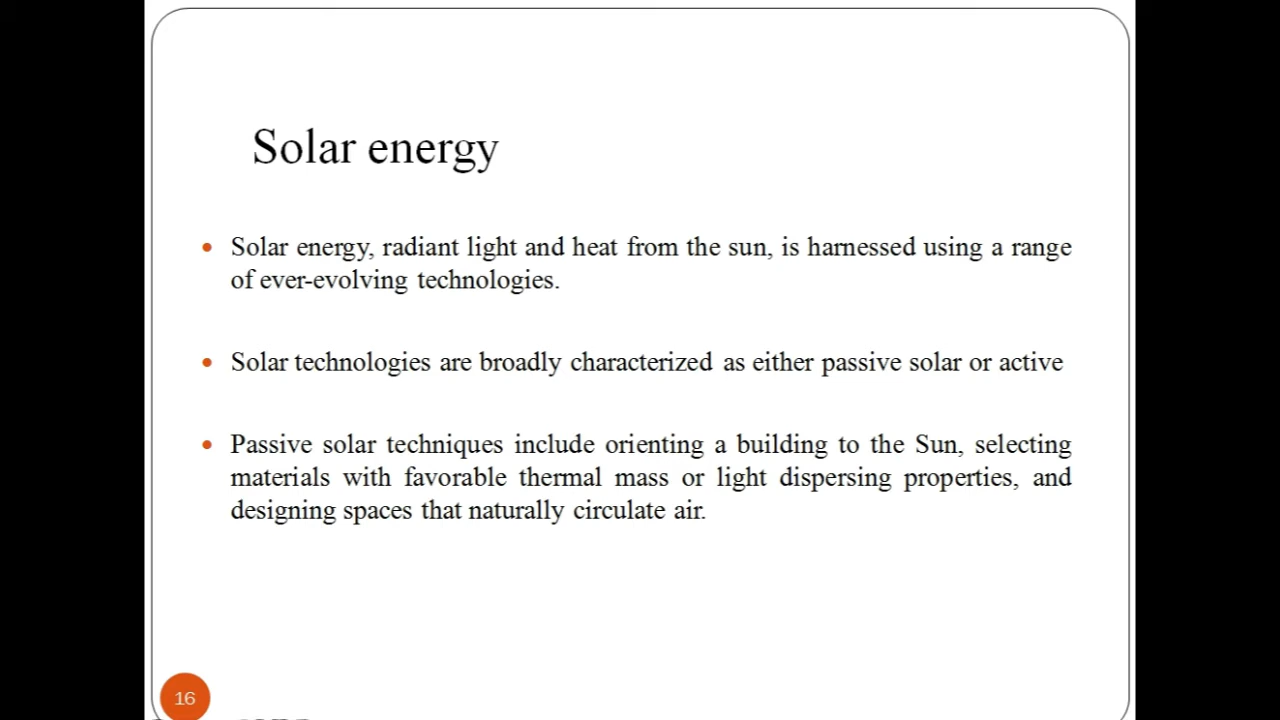 Solar energy
Solar energy, radiant light and heat from the sun, is harnessed using a range
of ever-evolving technologies.
Solar technologies are broadly characterized as either passive solar or active
Passive solar techniques include orienting a building to the Sun, selecting
materials with favorable thermal mass or light dispersing properties, and
designing spaces that naturally circulate air.
16